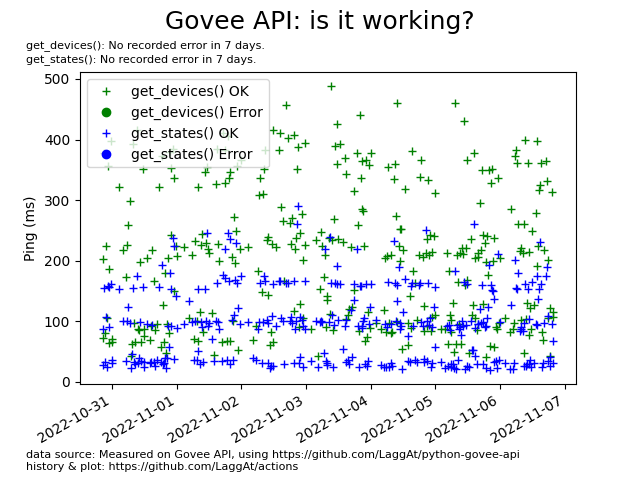 Govee API: is it working?
get_devices(): No recorded error in 7 days.
get_states(): No recorded error in 7 days.
500
400
300
200
100
0
Ping (ms)
get_devices() OK
get_devices() Error
get_states() OK
get_states() Error
2022-10-31
2022-11-01
2022-11-02
2022-11-03
2022-11-04
2022-11-05
2022-11-06
2022-11-07
data source: Measured on Govee API, using https://github.com/LaggAt/python-govee-api
history & plot: https://github.com/LaggAt/actions